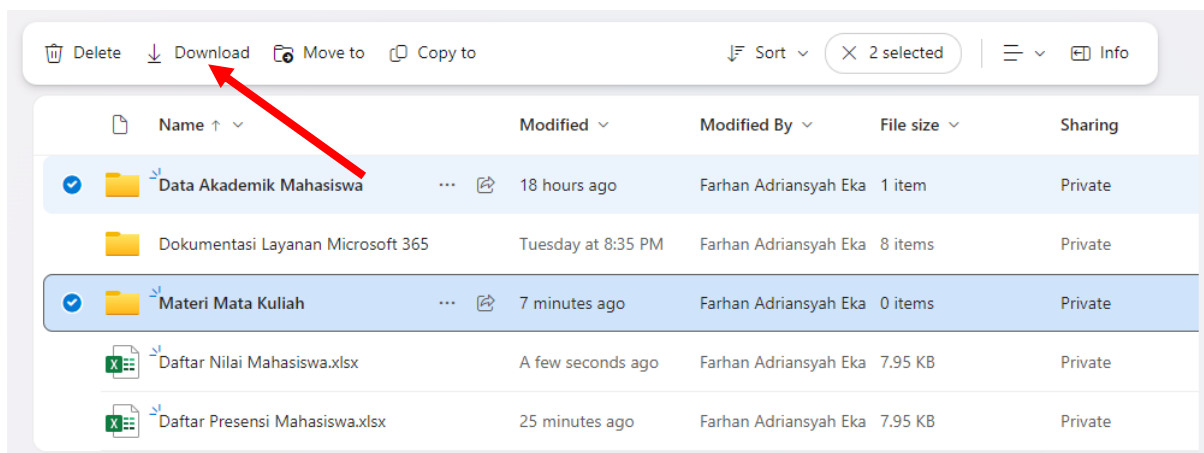 Delete Download Move to Copy to Sort 2 selected Info
Name Modified Modified By File size Sharing
Data Akademik Mahasiswa 18 hours ago Farhan Adriansyah Eka 1 item Private
Dokumentasi Layanan Microsoft 365 Tuesday at 8:35 PM Farhan Adriansyah Eka 8 items Private
Materi Mata Kuliah 7 minutes ago Farhan Adriansyah Eka 0 items Private
Daftar Nilai Mahasiswa.xlsx A few seconds ago Farhan Adriansyah Eka 7.95 KB Private
Daftar Presensi Mahasiswa.xlsx 25 minutes ago Farhan Adriansyah Eka 7.95 KB Private